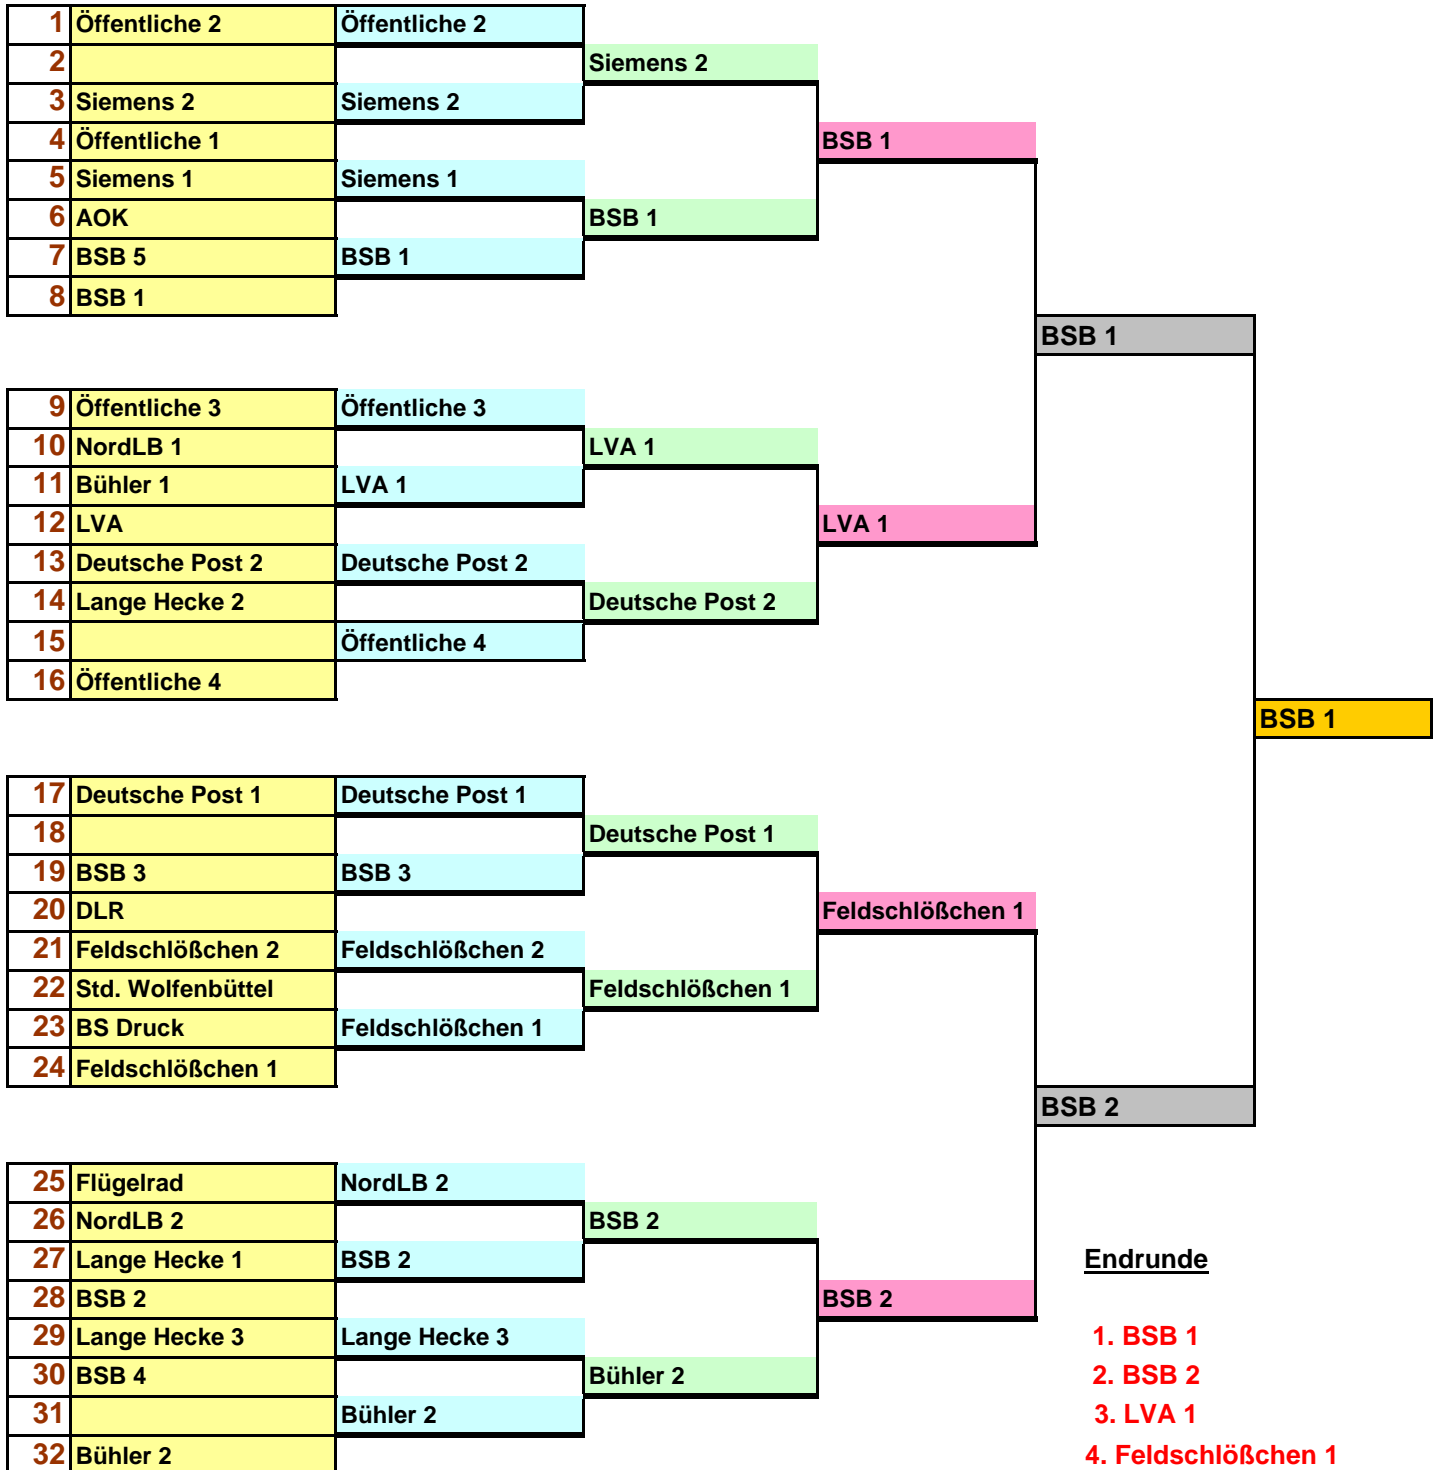 1 Öffentliche 2 Öffentliche 2
2 Siemens 2
3 Siemens 2 Siemens 2
4 Öffentliche 1 BSB 1
5 Siemens 1 Siemens 1
6 AOK BSB 1
7 BSB 5 BSB 1
8 BSB 1
BSB 1
9 Öffentliche 3 Öffentliche 3
10 NordLB 1 LVA 1
11 Bühler 1 LVA 1
12 LVA LVA 1
13 Deutsche Post 2 Deutsche Post 2
14 Lange Hecke 2 Deutsche Post 2
15 Öffentliche 4
16 Öffentliche 4
BSB 1
17 Deutsche Post 1 Deutsche Post 1
18 Deutsche Post 1
19 BSB 3 BSB 3
20 DLR Feldschlößchen 1
21 Feldschlößchen 2 Feldschlößchen 2
22 Std. Wolfenbüttel Feldschlößchen 1
23 BS Druck Feldschlößchen 1
24 Feldschlößchen 1
BSB 2
25 Flügelrad NordLB 2
26 NordLB 2 BSB 2
27 Lange Hecke 1 BSB 2 Endrunde
28 BSB 2 BSB 2
29 Lange Hecke 3 Lange Hecke 3 1. BSB 1
30 BSB 4 Bühler 2 2. BSB 2
31 Bühler 2 3. LVA 1
32 Bühler 2 4. Feldschlößchen 1